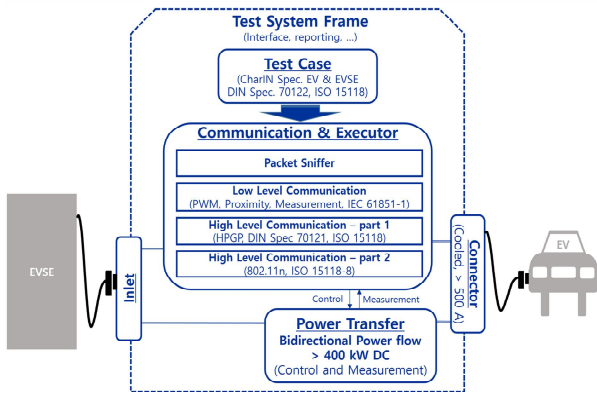 Test System Frame
(Interface, reporting, ...)
Test Case
(CharIN Spec. EV & EVSE
DIN Spec. 70122, ISO 15118)
Communication & Executor
Packet Sniffer
Low Level Communication
(PWM, Proximity, Measurement, IEC 61851-1)
High Level Communication – part 1
(HPGP, DIN Spec 70121, ISO 15118)
High Level Communication – part 2
(802.11n, ISO 15118-8)
EVSE
Inlet
Connector
(Cooled, > 500 A)
EV
Control
Measurement
Power Transfer
Bidirectional Power flow
> 400 kW DC
(Control and Measurement)